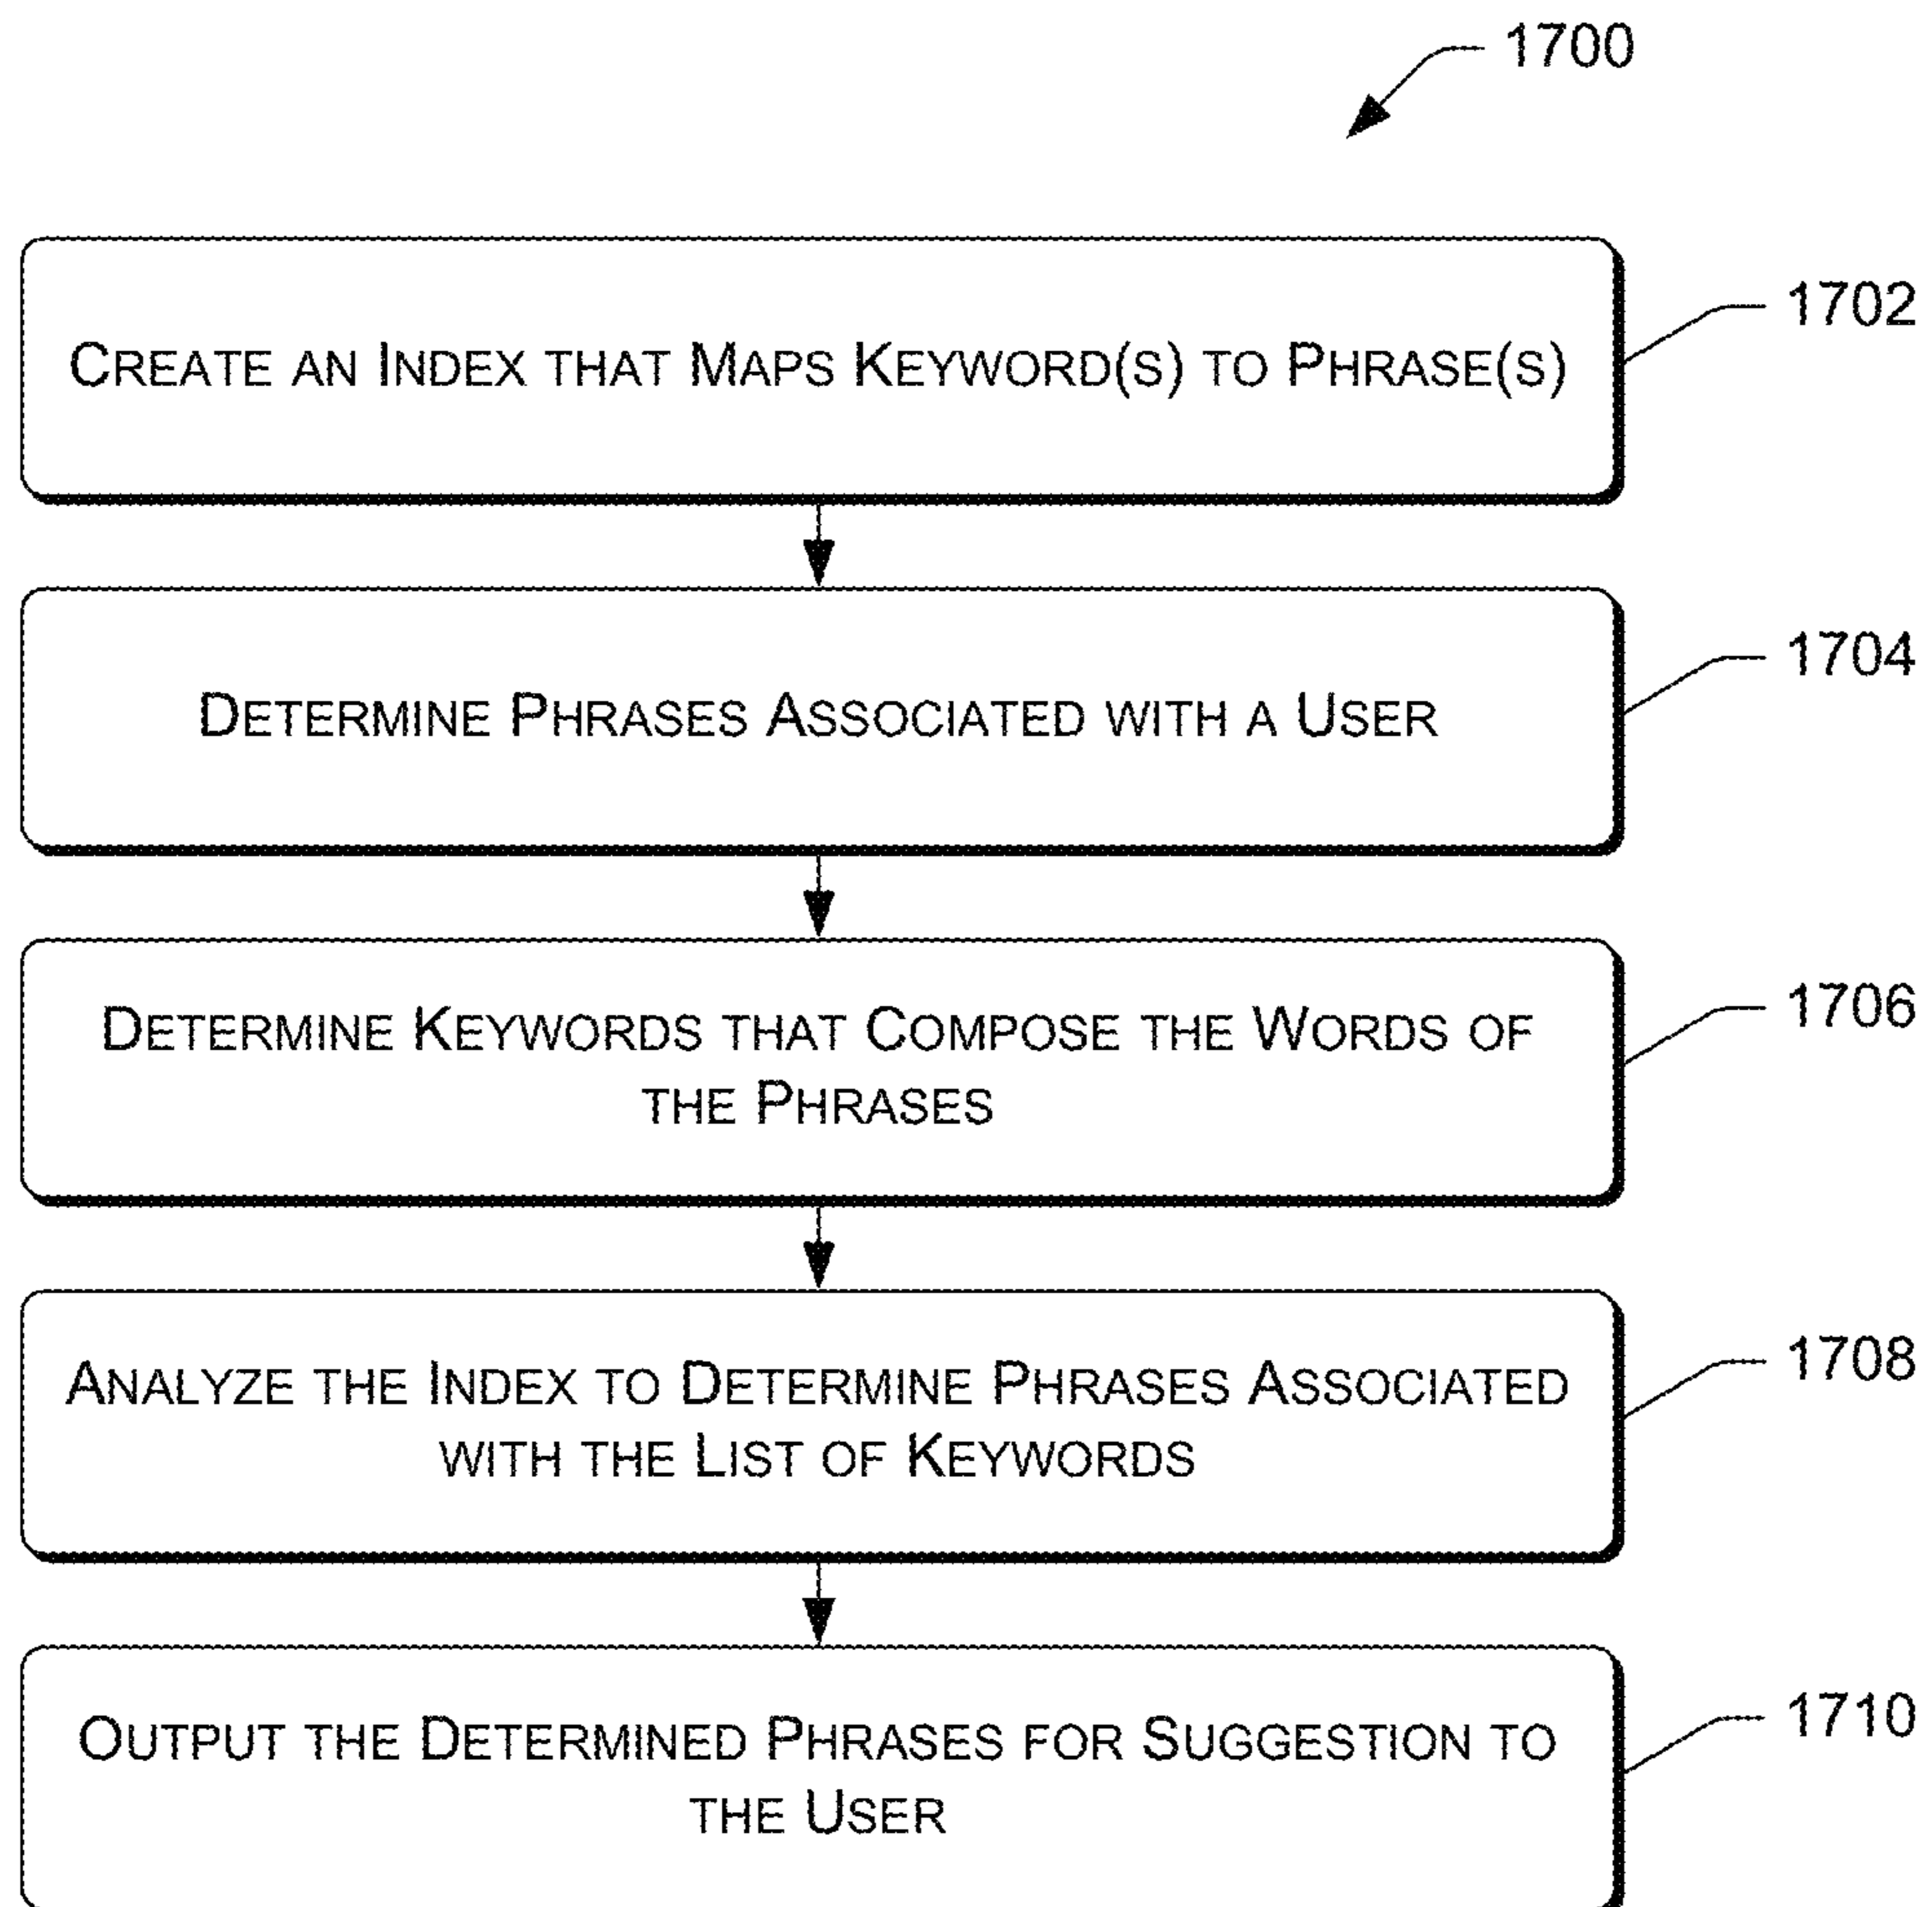 1700
CREATE AN INDEX THAT MAPS KEYWORD(S) TO PHRASE(S)
1702
DETERMINE PHRASES ASSOCIATED WITH A USER
1704
DETERMINE KEYWORDS THAT COMPOSE THE WORDS OF
THE PHRASES
1706
ANALYZE THE INDEX TO DETERMINE PHRASES ASSOCIATED
WITH THE LIST OF KEYWORDS
1708
OUTPUT THE DETERMINED PHRASES FOR SUGGESTION TO
THE USER
1710